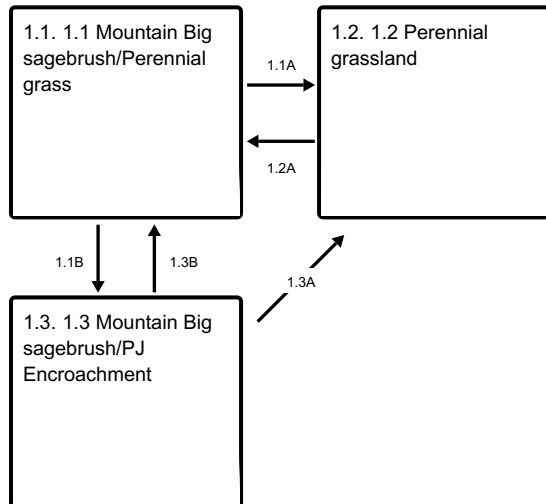 1.1. 1.1 Mountain Big
sagebrush/Perennial
grass
1.1A
1.2. 1.2 Perennial
grassland
1.2A
1.1B
1.3B
1.3A
1.3. 1.3 Mountain Big
sagebrush/PJ
Encroachment